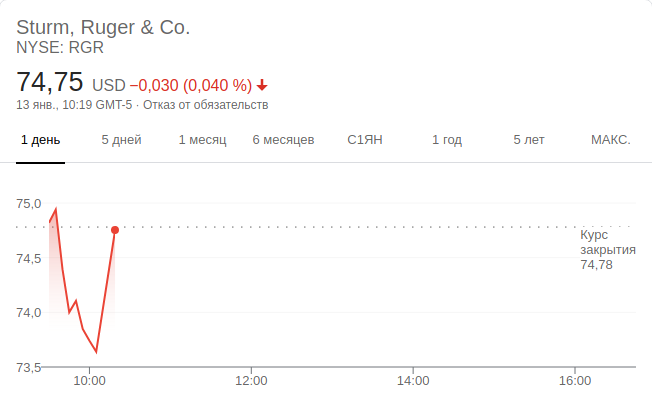 Sturm, Ruger & Co.
NYSE: RGR
74,75 USD −0,030 (0,040 %)
13 янв., 10:19 GMT-5 · Отказ от обязательств
1 день 5 дней 1 месяц 6 месяцев С1ЯН 1 год 5 лет МАКС.
75,0
Курс
закрытия
74,78
74,5
74,0
73,5
10:00 12:00 14:00 16:00